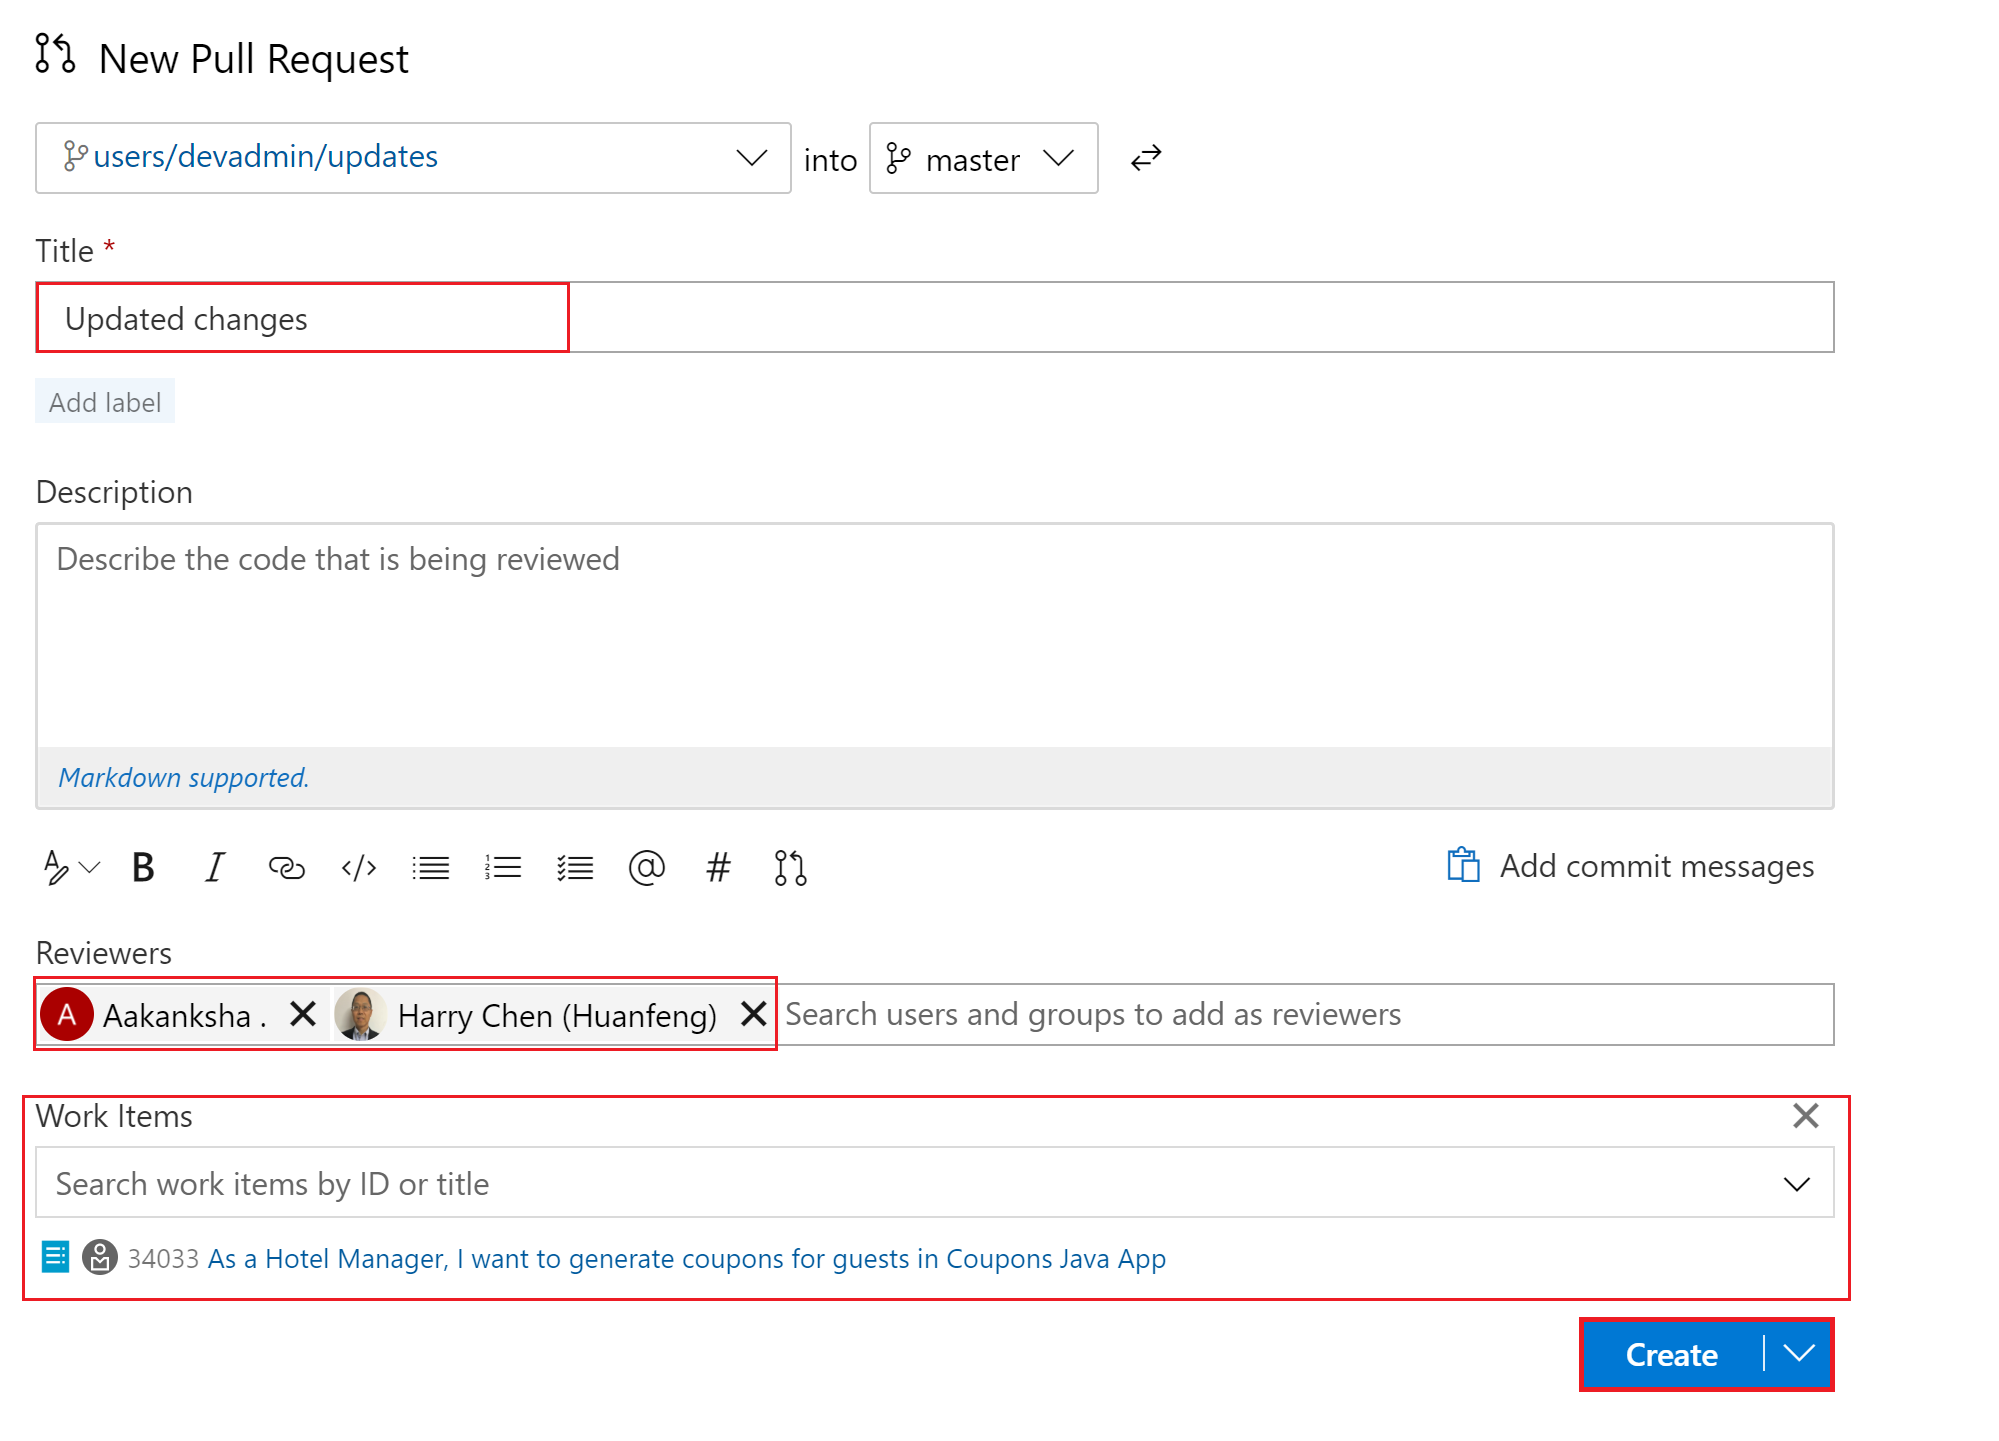 New Pull Request
users/devadmin/updates into master
Title *
Updated changes
Add label
Description
Describe the code that is being reviewed
Markdown supported.
B I </> 1 2 3 @ # Add commit messages
Reviewers
A Aakanksha . Harry Chen (Huanfeng) Search users and groups to add as reviewers
Work Items
Search work items by ID or title
34033 As a Hotel Manager, I want to generate coupons for guests in Coupons Java App
Create